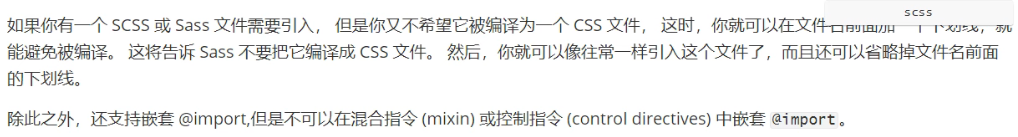 scss
如果你有一个 SCSS 或 Sass 文件需要引入， 但是你又不希望它被编译为一个 CSS 文件， 这时，你就可以在文件名前面加一个下划线，就
能避免被编译。 这将告诉 Sass 不要把它编译成 CSS 文件。 然后，你就可以像往常一样引入这个文件了，而且还可以省略掉文件名前面
的下划线。
除此之外，还支持嵌套 @import,但是不可以在混合指令 (mixin) 或控制指令 (control directives) 中嵌套 @import。